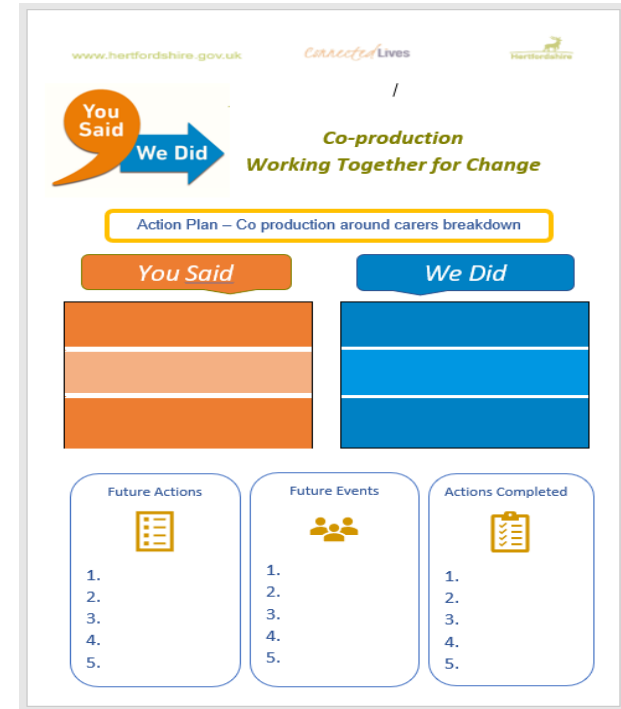 www.hertfordshire.gov.uk
ConnectedLives
Hertfordshire
/
You
Said
We Did
Co-production
Working Together for Change
Action Plan – Co production around carers breakdown
You Said
We Did
Future Actions
1.
2.
3.
4.
5.
Future Events
1.
2.
3.
4.
5.
Actions Completed
1.
2.
3.
4.
5.